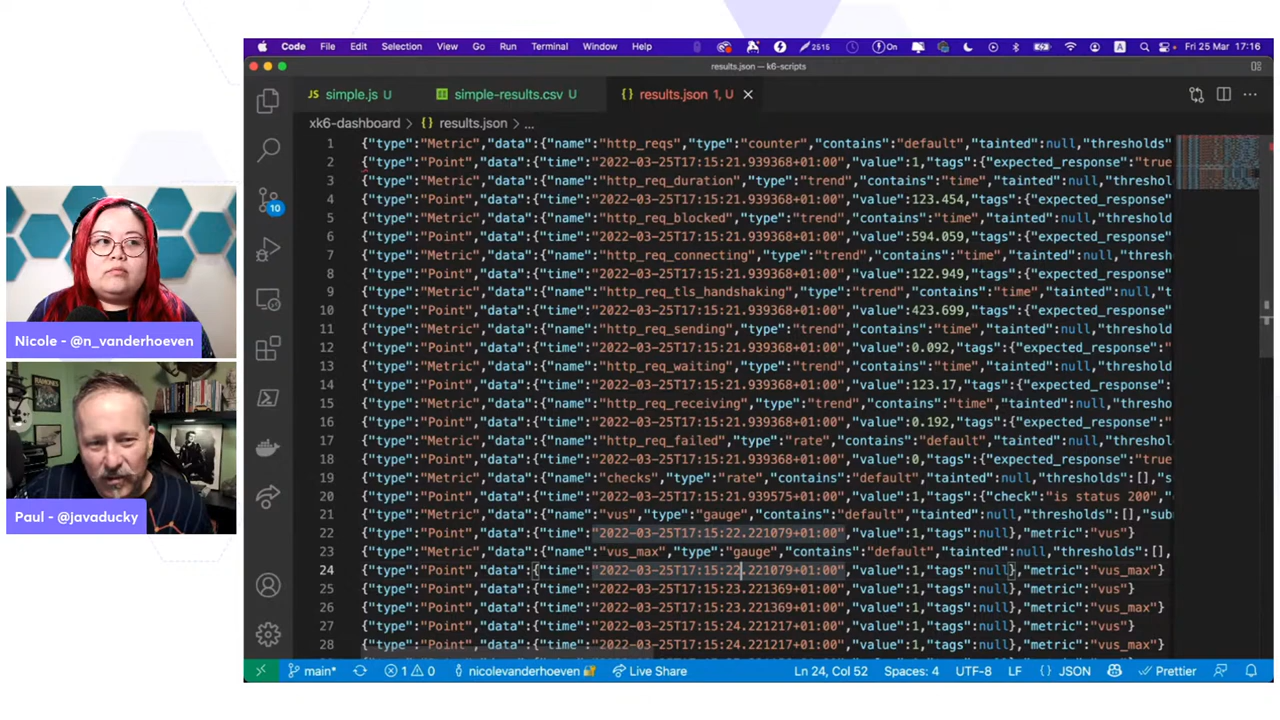 Code File Edit Selection View Go Run Terminal Window Help 2515 On A Fri 25 Mar 17:16
results.json — k6-scripts
JS simple.js U simple-results.csv U {} results.json 1, U
xk6-dashboard > {} results.json > ...
1 {"type":"Metric","data":{"name":"http_reqs","type":"counter","contains":"default","tainted":null,"thresholds"
2 {"type":"Point","data":{"time":"2022-03-25T17:15:21.939368+01:00","value":1,"tags":{"expected_response":"true
3 {"type":"Metric","data":{"name":"http_req_duration","type":"trend","contains":"time","tainted":null,"threshol
4 {"type":"Point","data":{"time":"2022-03-25T17:15:21.939368+01:00","value":123.454,"tags":{"expected_response"
5 {"type":"Metric","data":{"name":"http_req_blocked","type":"trend","contains":"time","tainted":null,"threshold
6 {"type":"Point","data":{"time":"2022-03-25T17:15:21.939368+01:00","value":594.059,"tags":{"expected_response"
7 {"type":"Metric","data":{"name":"http_req_connecting","type":"trend","contains":"time","tainted":null,"thresh
8 {"type":"Point","data":{"time":"2022-03-25T17:15:21.939368+01:00","value":122.949,"tags":{"expected_response"
9 {"type":"Metric","data":{"name":"http_req_tls_handshaking","type":"trend","contains":"time","tainted":null,"t
10 {"type":"Point","data":{"time":"2022-03-25T17:15:21.939368+01:00","value":423.699,"tags":{"expected_response"
11 {"type":"Metric","data":{"name":"http_req_sending","type":"trend","contains":"time","tainted":null,"threshold
12 {"type":"Point","data":{"time":"2022-03-25T17:15:21.939368+01:00","value":0.092,"tags":{"expected_response":"
13 {"type":"Metric","data":{"name":"http_req_waiting","type":"trend","contains":"time","tainted":null,"threshold
14 {"type":"Point","data":{"time":"2022-03-25T17:15:21.939368+01:00","value":123.17,"tags":{"expected_response":
15 {"type":"Metric","data":{"name":"http_req_receiving","type":"trend","contains":"time","tainted":null,"thresho
16 {"type":"Point","data":{"time":"2022-03-25T17:15:21.939368+01:00","value":0.192,"tags":{"expected_response":"
17 {"type":"Metric","data":{"name":"http_req_failed","type":"rate","contains":"default","tainted":null,"threshol
18 {"type":"Point","data":{"time":"2022-03-25T17:15:21.939368+01:00","value":0,"tags":{"expected_response":"true
19 {"type":"Metric","data":{"name":"checks","type":"rate","contains":"default","tainted":null,"thresholds":[],"s
20 {"type":"Point","data":{"time":"2022-03-25T17:15:21.939575+01:00","value":1,"tags":{"check":"is status 200","
21 {"type":"Metric","data":{"name":"vus","type":"gauge","contains":"default","tainted":null,"thresholds":[],"sub
22 {"type":"Point","data":{"time":"2022-03-25T17:15:22.221079+01:00","value":1,"tags":null},"metric":"vus"}
23 {"type":"Metric","data":{"name":"vus_max","type":"gauge","contains":"default","tainted":null,"thresholds":[],
24 {"type":"Point","data":{"time":"2022-03-25T17:15:22.221079+01:00","value":1,"tags":null},"metric":"vus_max"}
25 {"type":"Point","data":{"time":"2022-03-25T17:15:23.221369+01:00","value":1,"tags":null},"metric":"vus"}
26 {"type":"Point","data":{"time":"2022-03-25T17:15:23.221369+01:00","value":1,"tags":null},"metric":"vus_max"}
27 {"type":"Point","data":{"time":"2022-03-25T17:15:24.221217+01:00","value":1,"tags":null},"metric":"vus"}
28 {"type":"Point","data":{"time":"2022-03-25T17:15:24.221217+01:00","value":1,"tags":null},"metric":"vus_max"}
10
main* 1 0 nicolevanderhoeven Live Share Ln 24, Col 52 Spaces: 4 UTF-8 LF {} JSON Prettier
Nicole - @n_vanderhoeven
Paul - @javaducky